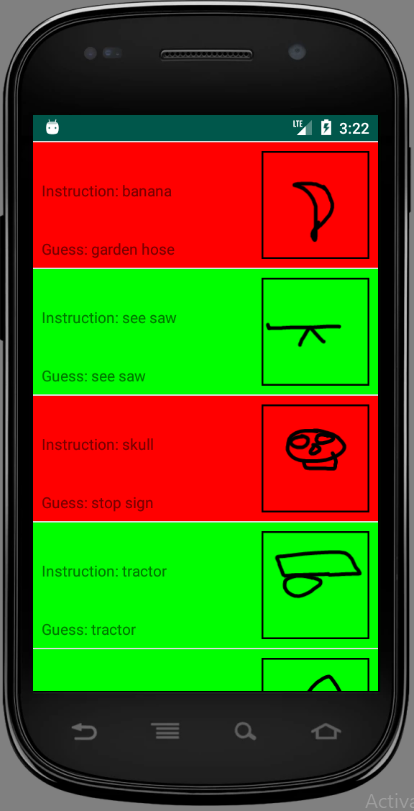 LTE 3:22
Instruction: banana
Guess: garden hose
Instruction: see saw
Guess: see saw
Instruction: skull
Guess: stop sign
Instruction: tractor
Guess: tractor
Activa